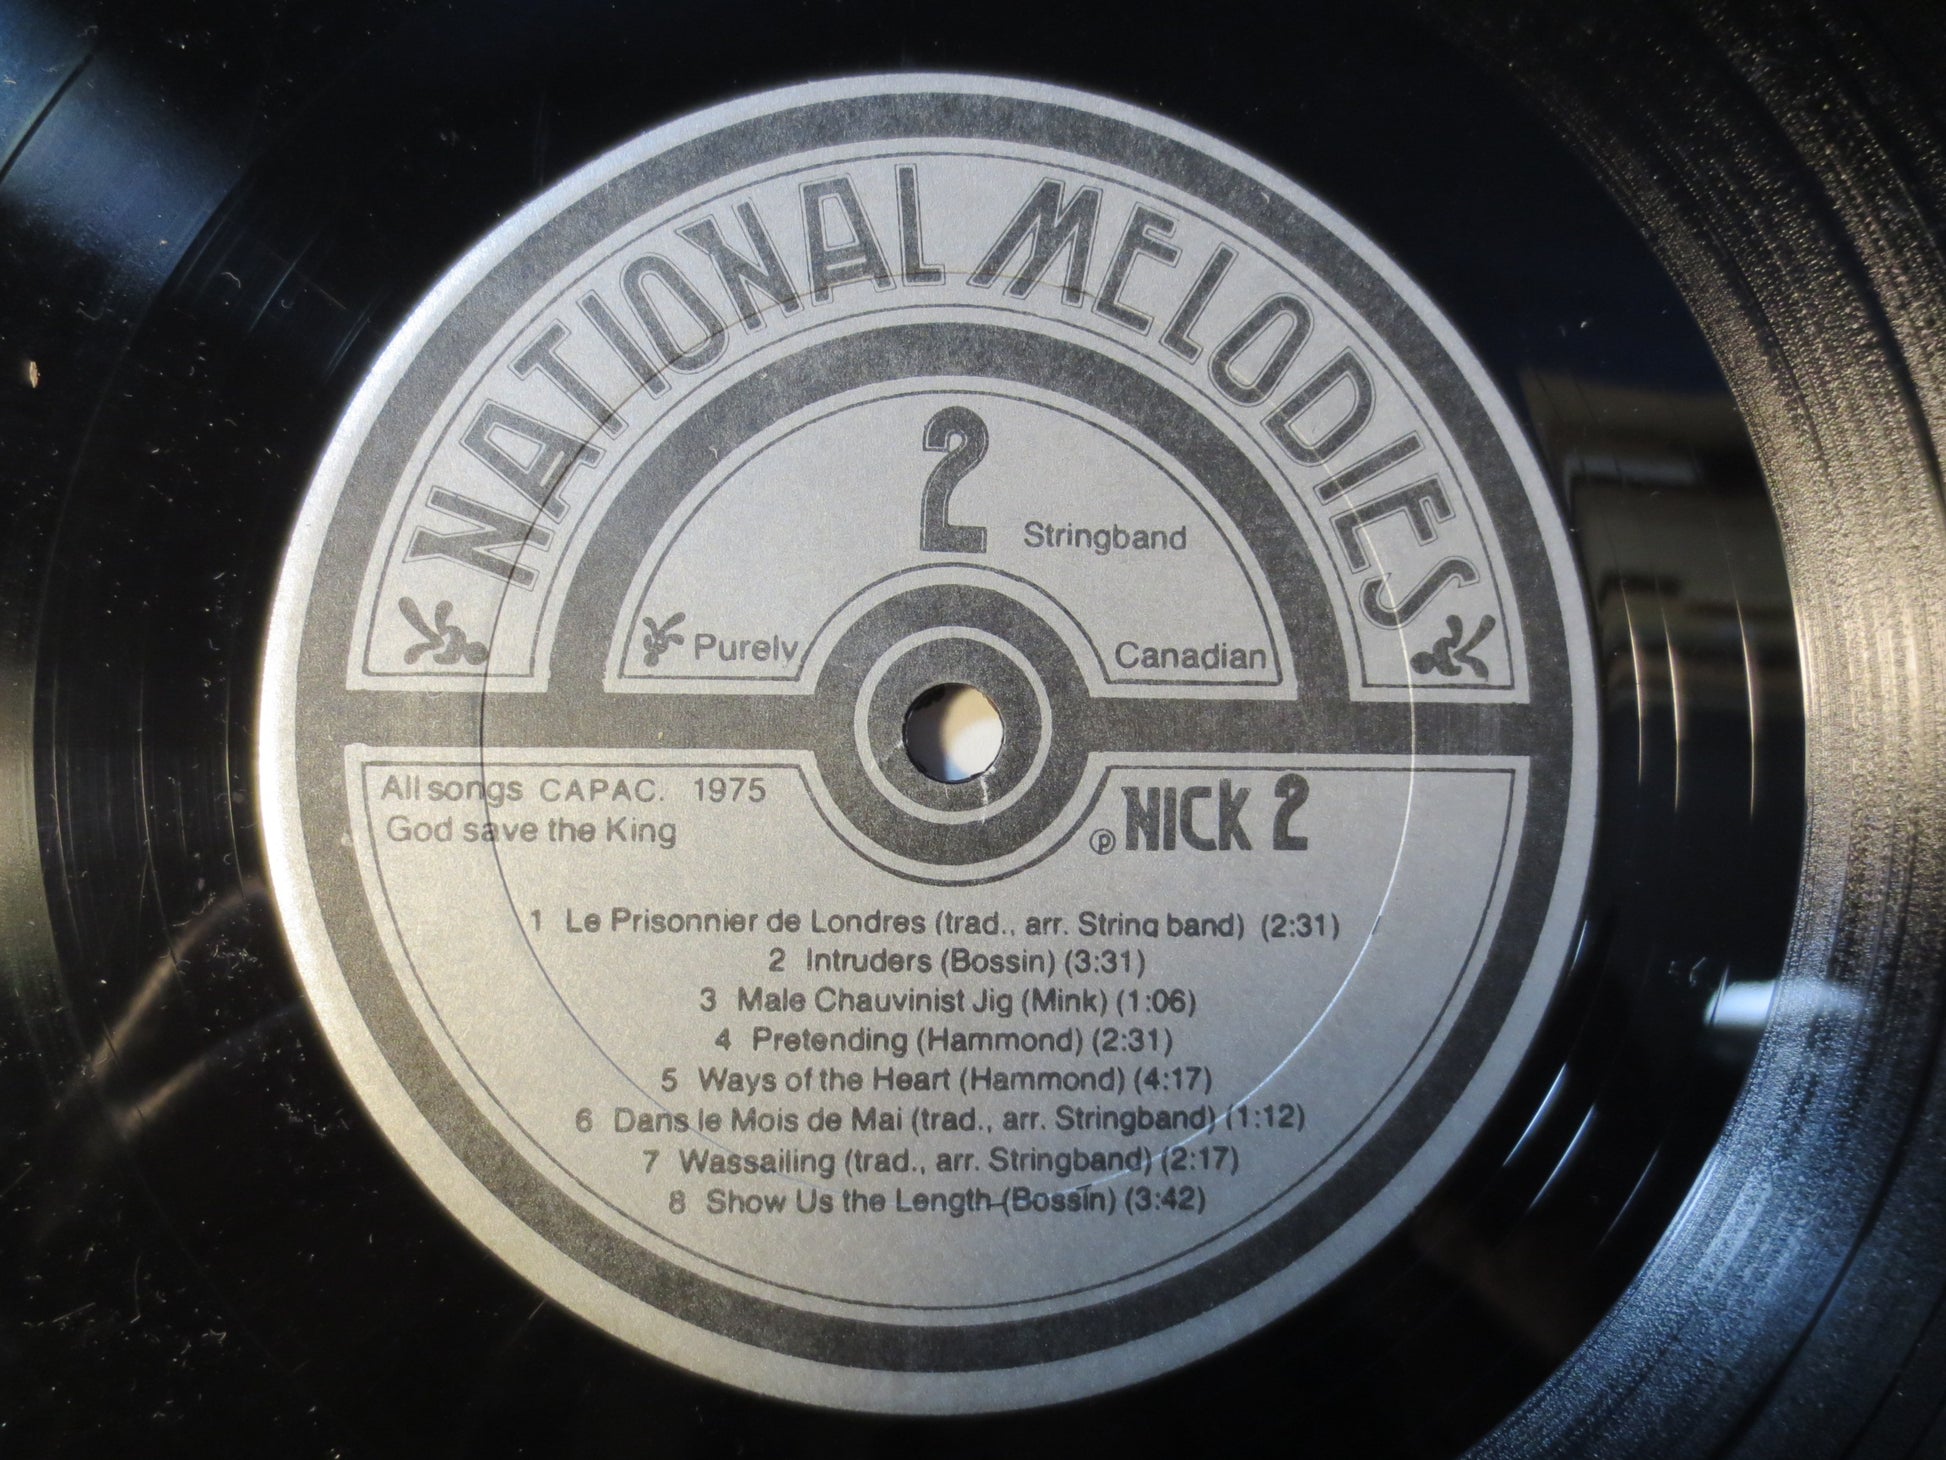 NATIONAL MELODIES
2
Stringband
Purely Canadian
All songs CAPAC. 1975
God save the King
℗ NICK 2
1 Le Prisonnier de Londres (trad., arr. String band) (2:31)
2 Intruders (Bossin) (3:31)
3 Male Chauvinist Jig (Mink) (1:06)
4 Pretending (Hammond) (2:31)
5 Ways of the Heart (Hammond) (4:17)
6 Dans le Mois de Mai (trad., arr. Stringband) (1:12)
7 Wassailing (trad., arr. Stringband) (2:17)
8 Show Us the Length (Bossin) (3:42)